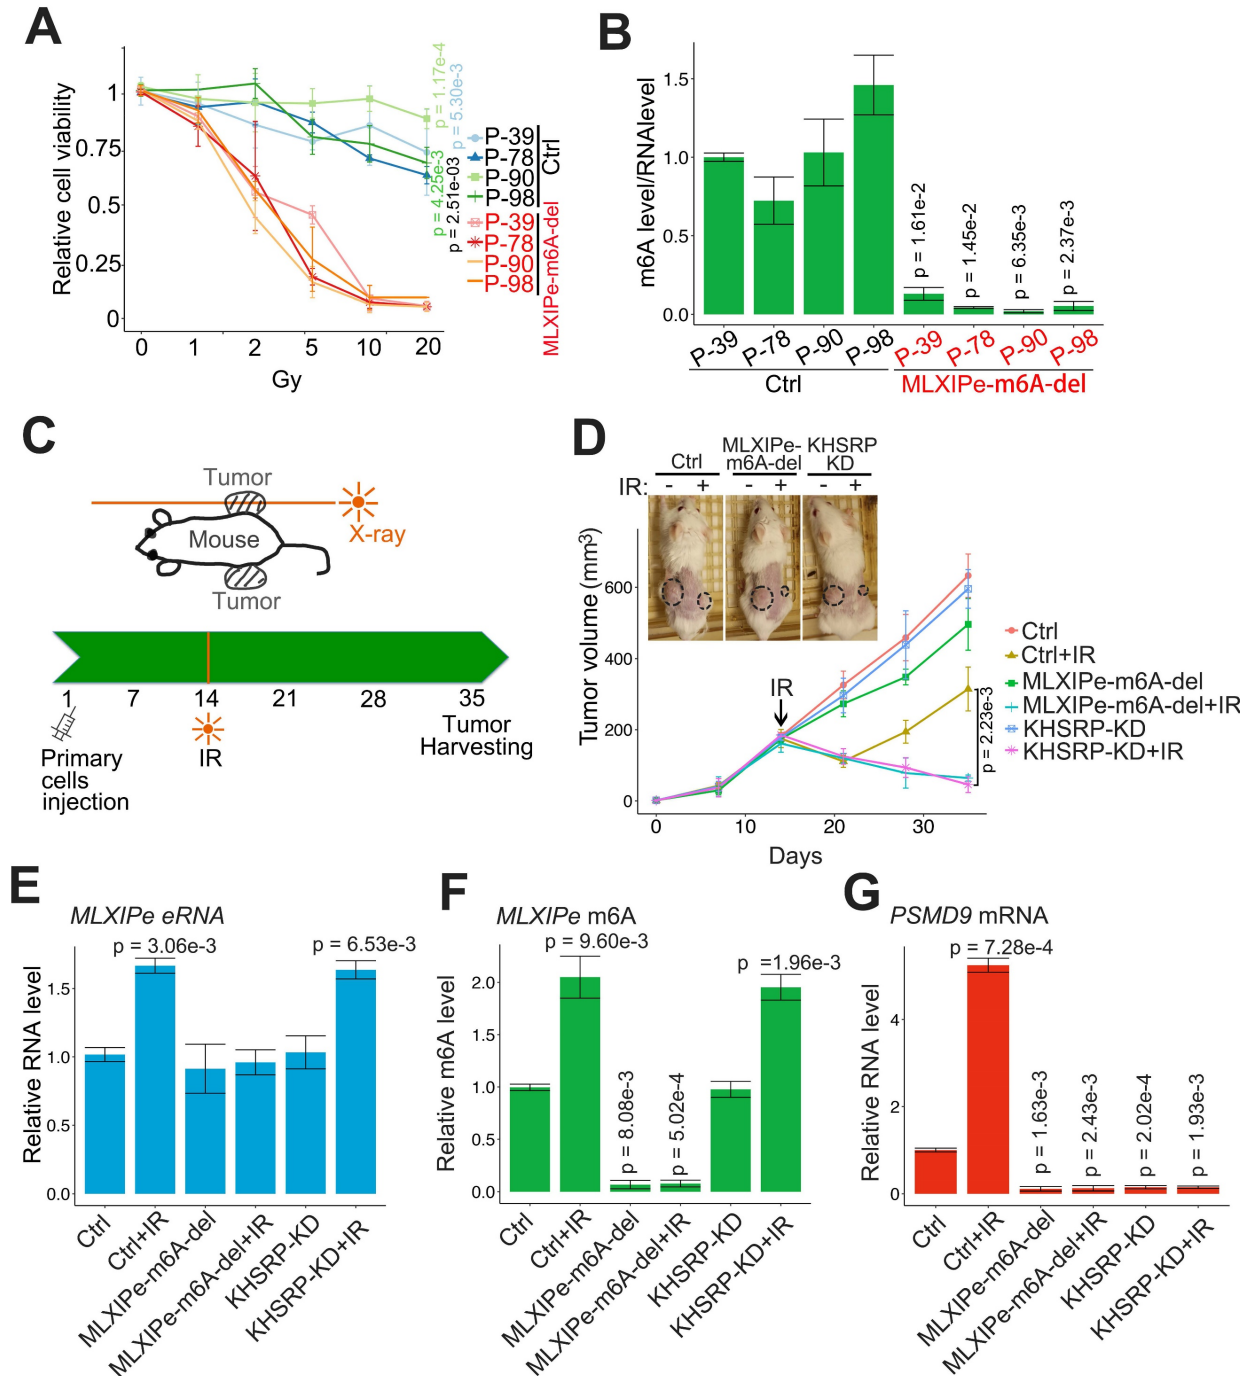 A
Relative cell viability
1
0.75
0.5
0.25
0
0 1 2 5 10 20
Gy
p = 1.17e-4
p = 5.30e-3
p = 4.25e-3
p = 2.51e-03
P-39
P-78
P-90
P-98
Ctrl
P-39
P-78
P-90
P-98
MLXIPe-m6A-del
B
m6A level/RNAlevel
1.5
1.0
0.5
0.0
p = 1.61e-2
p = 1.45e-2
p = 6.35e-3
p = 2.37e-3
P-39 P-78 P-90 P-98 P-39 P-78 P-90 P-98
Ctrl MLXIPe-m6A-del
C
Tumor
X-ray
Mouse
Tumor
1 7 14 21 28 35
Primary
cells
injection
IR
Tumor
Harvesting
D
Ctrl
MLXIPe-
m6A-del
KHSRP
KD
IR: - + - + - +
Tumor volume (mm3)
600
400
200
0
IR
p = 2.23e-3
0 10 20 30
Days
Ctrl
Ctrl+IR
MLXIPe-m6A-del
MLXIPe-m6A-del+IR
KHSRP-KD
KHSRP-KD+IR
E
MLXIPe eRNA
Relative RNA level
1.5
1.0
0.5
0.0
p = 3.06e-3
p = 6.53e-3
Ctrl
Ctrl+IR
MLXIPe-m6A-del
MLXIPe-m6A-del+IR
KHSRP-KD
KHSRP-KD+IR
F
MLXIPe m6A
Relative m6A level
2.0
1.5
1.0
0.5
0.0
p = 9.60e-3
p = 8.08e-3
p = 5.02e-4
p =1.96e-3
Ctrl
Ctrl+IR
MLXIPe-m6A-del
MLXIPe-m6A-del+IR
KHSRP-KD
KHSRP-KD+IR
G
PSMD9 mRNA
Relative RNA level
4
2
0
p = 7.28e-4
p = 1.63e-3
p = 2.43e-3
p = 2.02e-4
p = 1.93e-3
Ctrl
Ctrl+IR
MLXIPe-m6A-del
MLXIPe-m6A-del+IR
KHSRP-KD
KHSRP-KD+IR